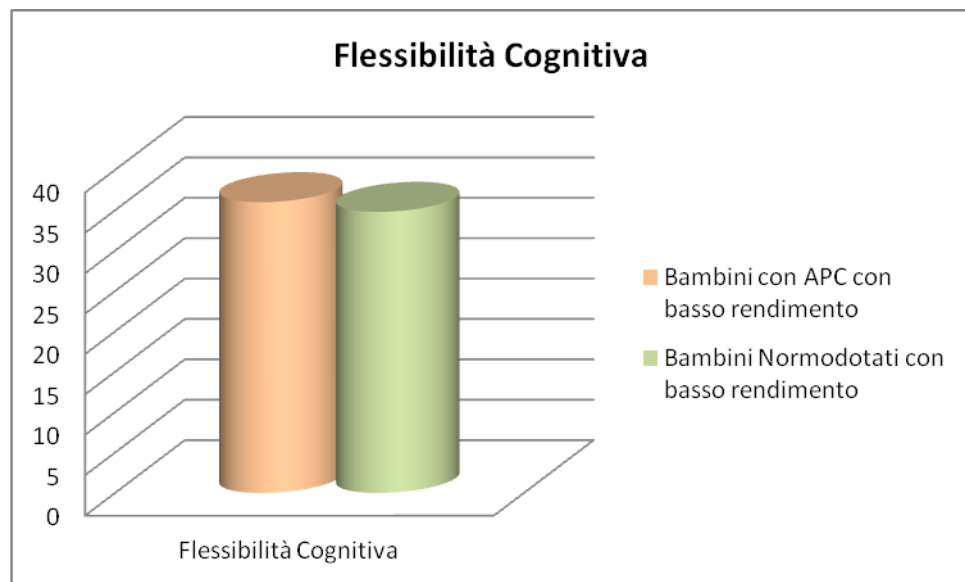 Flessibilità Cognitiva
40
35
30
25
20
15
10
5
0
Flessibilità Cognitiva
Bambini con APC con
basso rendimento
Bambini Normodotati con
basso rendimento